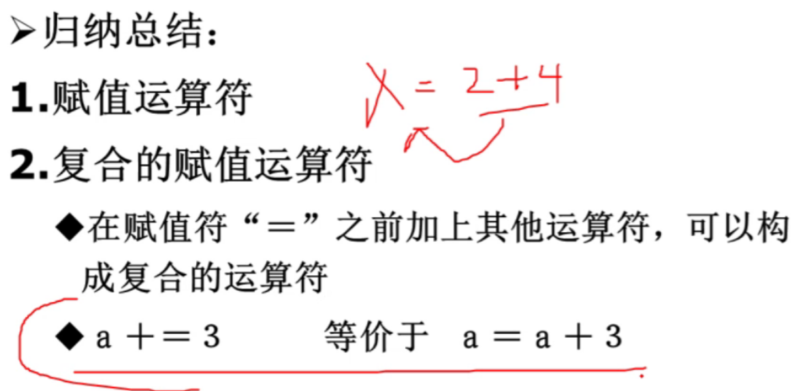 ➢归纳总结：
1.赋值运算符
x = 2+4
2.复合的赋值运算符
◆在赋值符“＝”之前加上其他运算符，可以构
成复合的运算符
◆ａ＋＝３ 等价于 ａ＝ａ＋３